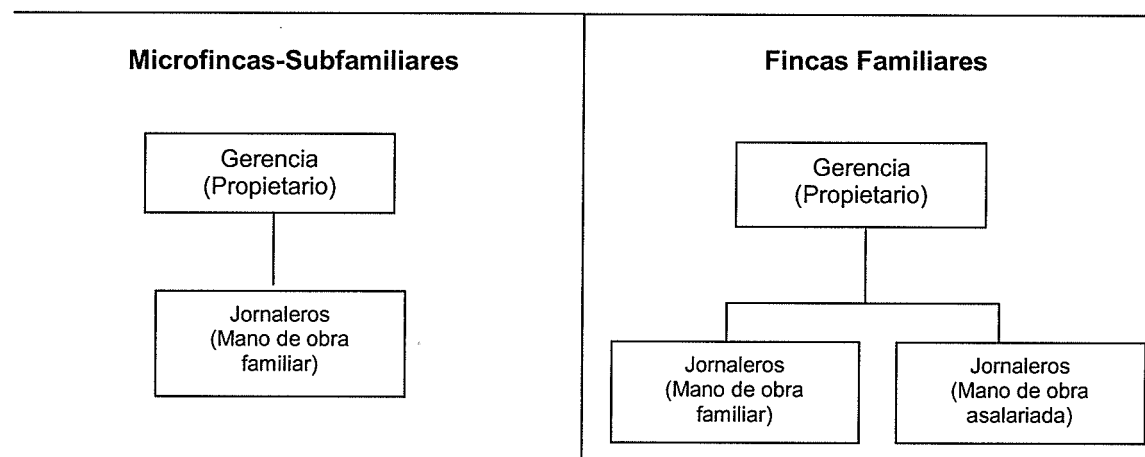 Microfincas-Subfamiliares
Gerencia
(Propietario)
Jornaleros
(Mano de obra
familiar)
Fincas Familiares
Gerencia
(Propietario)
Jornaleros
(Mano de obra
familiar)
Jornaleros
(Mano de obra
asalariada)